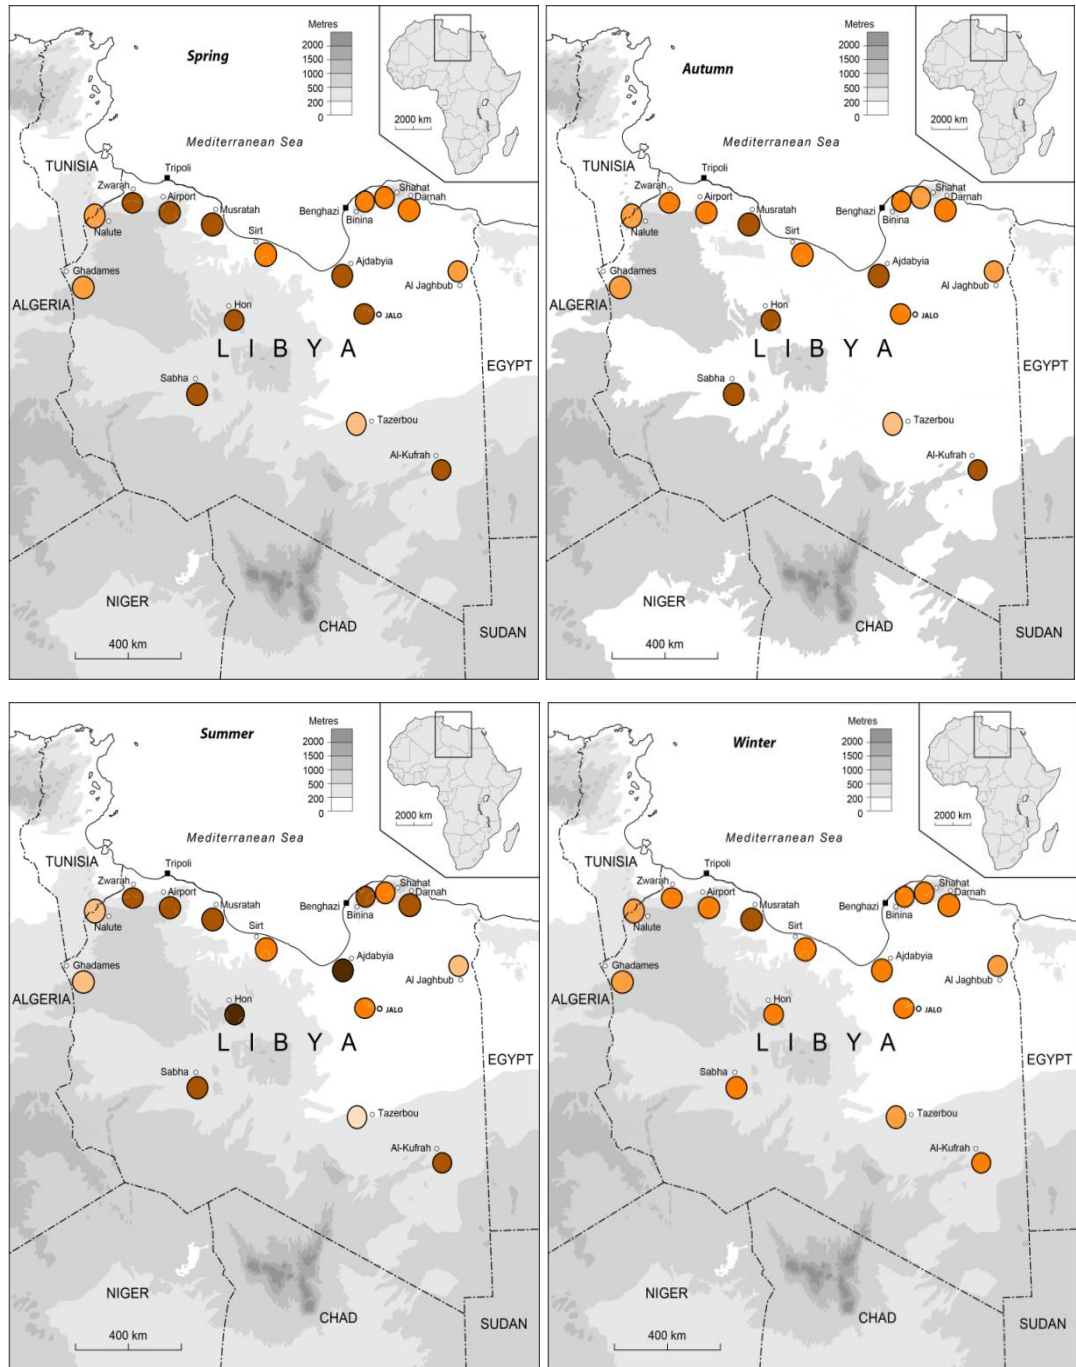 Spring
Metres
2000
1500
1000
500
200
0
2000 km
Mediterranean Sea
TUNISIA
Tripoli
Zwarah
Airport
Musratah
Nalute
Sirt
Ghadames
ALGERIA
Hon
Benghazi
Binina
Shahat
Darnah
Ajdabyia
Al Jaghbub
JALO
LIBYA
EGYPT
Sabha
Tazerbou
Al-Kufrah
NIGER
CHAD
SUDAN
400 km
Autumn
Metres
2000
1500
1000
500
200
0
2000 km
Mediterranean Sea
TUNISIA
Tripoli
Zwarah
Airport
Musratah
Nalute
Sirt
Ghadames
ALGERIA
Hon
Benghazi
Binina
Shahat
Darnah
Ajdabyia
Al Jaghbub
JALO
LIBYA
EGYPT
Sabha
Tazerbou
Al-Kufrah
NIGER
CHAD
SUDAN
400 km
Summer
Metres
2000
1500
1000
500
200
0
2000 km
Mediterranean Sea
TUNISIA
Tripoli
Zwarah
Airport
Musratah
Nalute
Sirt
Ghadames
ALGERIA
Hon
Benghazi
Binina
Shahat
Darnah
Ajdabyia
Al Jaghbub
JALO
LIBYA
EGYPT
Sabha
Tazerbou
Al-Kufrah
NIGER
CHAD
SUDAN
400 km
Winter
Metres
2000
1500
1000
500
200
0
2000 km
Mediterranean Sea
TUNISIA
Tripoli
Zwarah
Airport
Musratah
Nalute
Sirt
Ghadames
ALGERIA
Hon
Benghazi
Binina
Shahat
Darnah
Ajdabyia
Al Jaghbub
JALO
LIBYA
EGYPT
Sabha
Tazerbou
Al-Kufrah
NIGER
CHAD
SUDAN
400 km